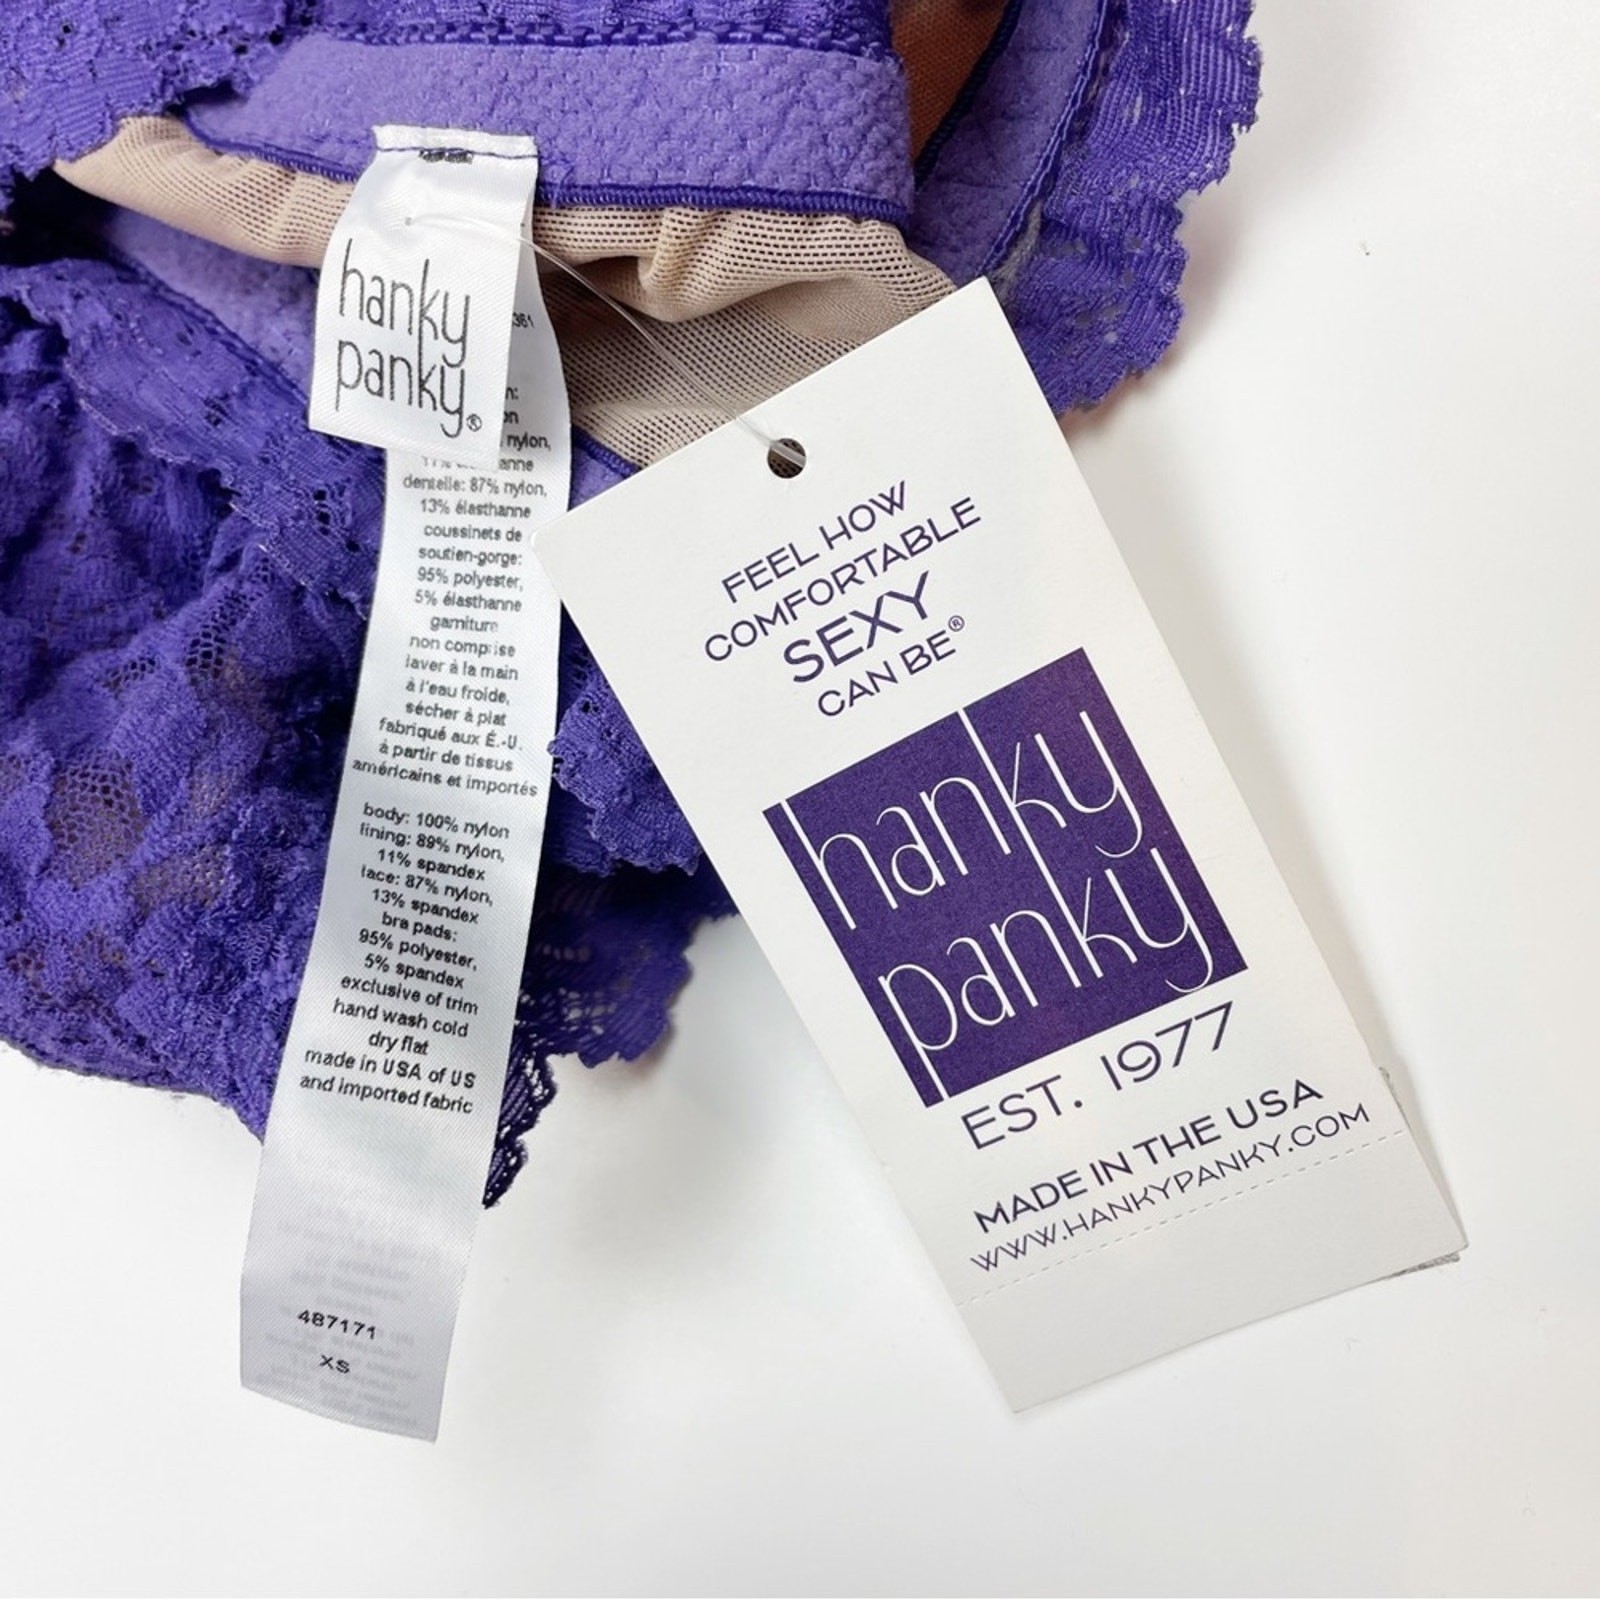 hanky
panky®
361
nylon,
dentelle: 87% nylon,
13% élasthanne
coussinets de
soutien-gorge:
95% polyester,
5% élasthanne
garniture
non comprise
laver à la main
à l'eau froide,
sécher à plat
fabriqué aux É.-U.
à partir de tissus
américains et importés
body: 100% nylon
lining: 89% nylon,
11% spandex
lace: 87% nylon,
13% spandex
bra pads:
95% polyester,
5% spandex
exclusive of trim
hand wash cold
dry flat
made in USA of US
and imported fabric
487171
XS
FEEL HOW
COMFORTABLE
SEXY
CAN BE®
hanky
panky
EST. 1977
MADE IN THE USA
WWW.HANKYPANKY.COM